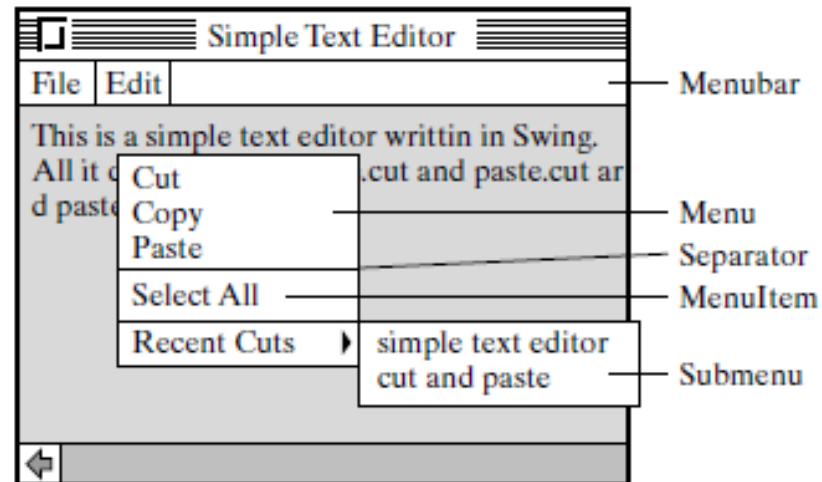 Simple Text Editor
File Edit
Menubar
This is a simple text editor writtin in Swing.
All it c .cut and paste.cut ar
d paste
Cut
Copy
Paste
Select All
Recent Cuts
simple text editor
cut and paste
Menu
Separator
MenuItem
Submenu